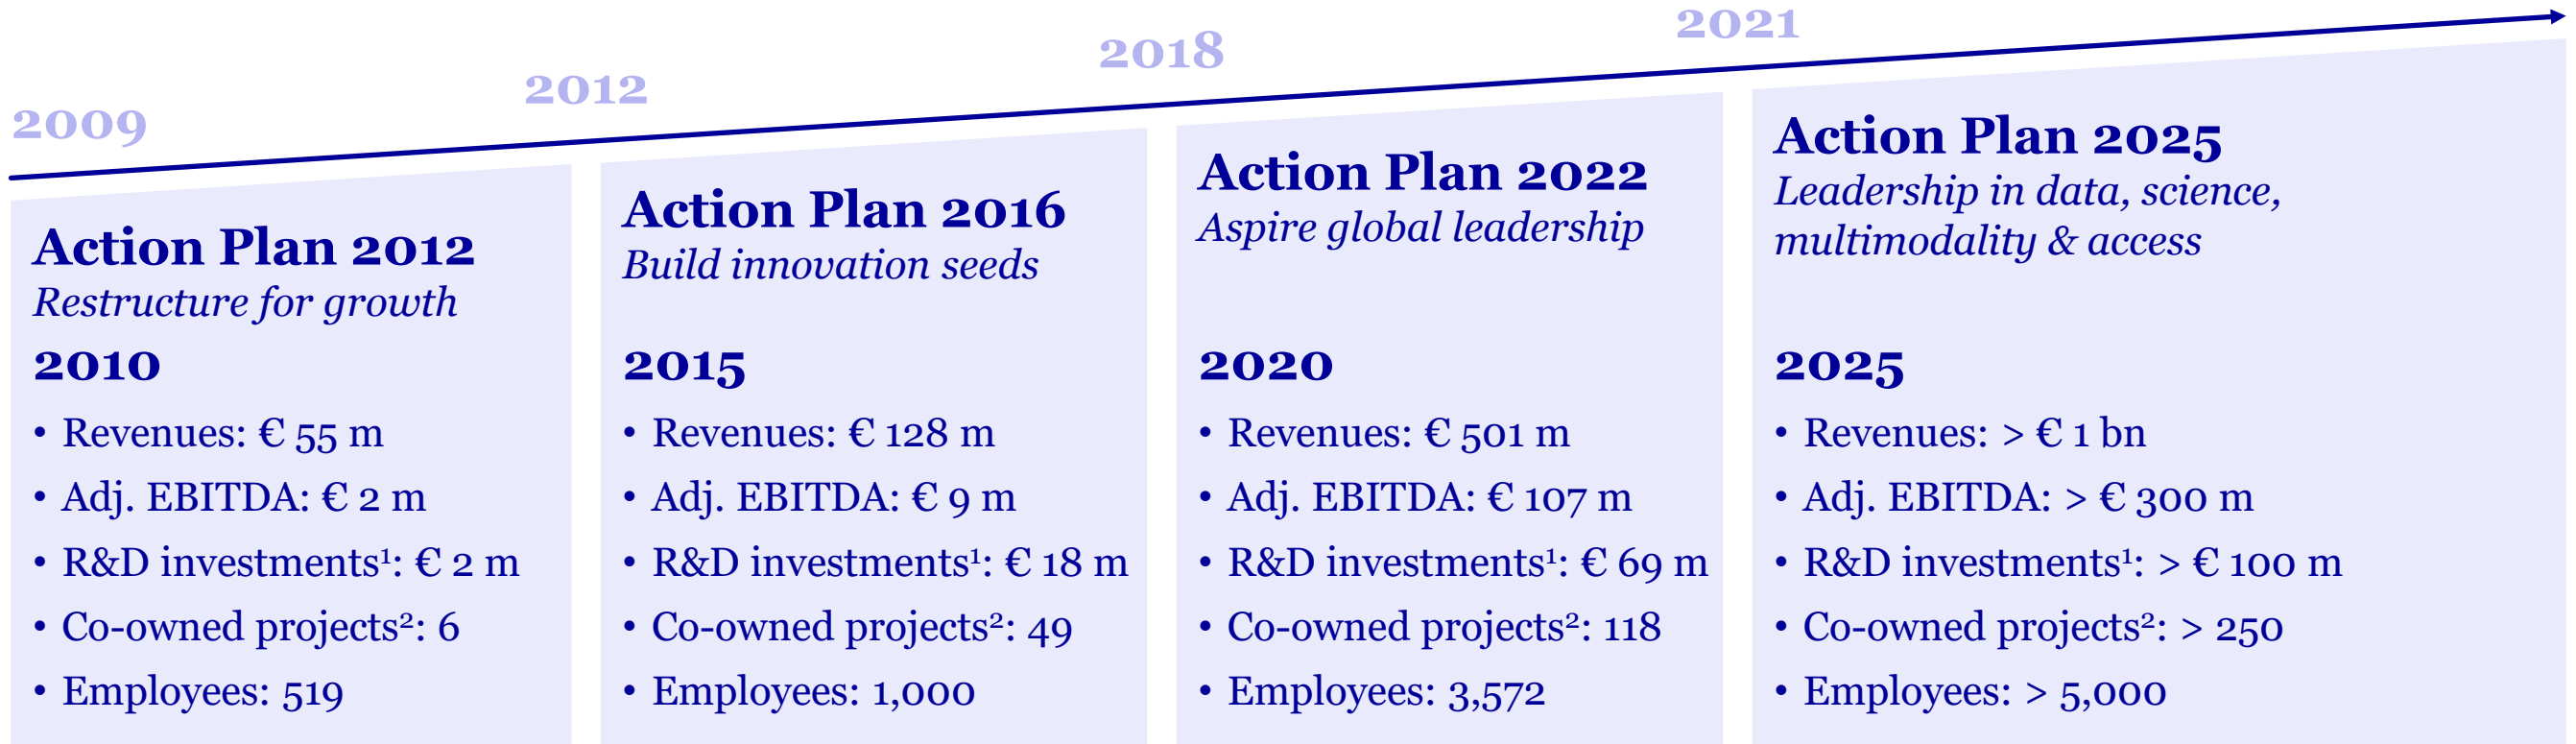 2009
2012
2018
2021
Action Plan 2012
Restructure for growth
2010
• Revenues: € 55 m
• Adj. EBITDA: € 2 m
• R&D investments¹: € 2 m
• Co-owned projects²: 6
• Employees: 519
Action Plan 2016
Build innovation seeds
2015
• Revenues: € 128 m
• Adj. EBITDA: € 9 m
• R&D investments¹: € 18 m
• Co-owned projects²: 49
• Employees: 1,000
Action Plan 2022
Aspire global leadership
2020
• Revenues: € 501 m
• Adj. EBITDA: € 107 m
• R&D investments¹: € 69 m
• Co-owned projects²: 118
• Employees: 3,572
Action Plan 2025
Leadership in data, science,
multimodality & access
2025
• Revenues: > € 1 bn
• Adj. EBITDA: > € 300 m
• R&D investments¹: > € 100 m
• Co-owned projects²: > 250
• Employees: > 5,000